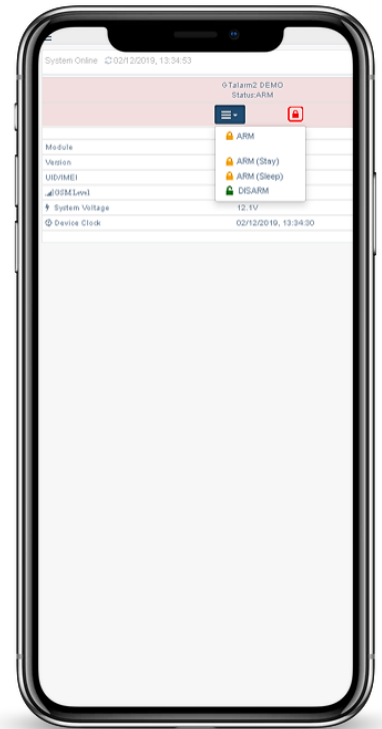 System Online 02/12/2019, 13:34:53
GTalarm2 DEMO
Status:ARM
ARM
Module
Version
ARM (Stay)
UID/IMEI
ARM (Sleep)
GSM Level
DISARM
System Voltage 12.1V
Device Clock 02/12/2019, 13:34:30